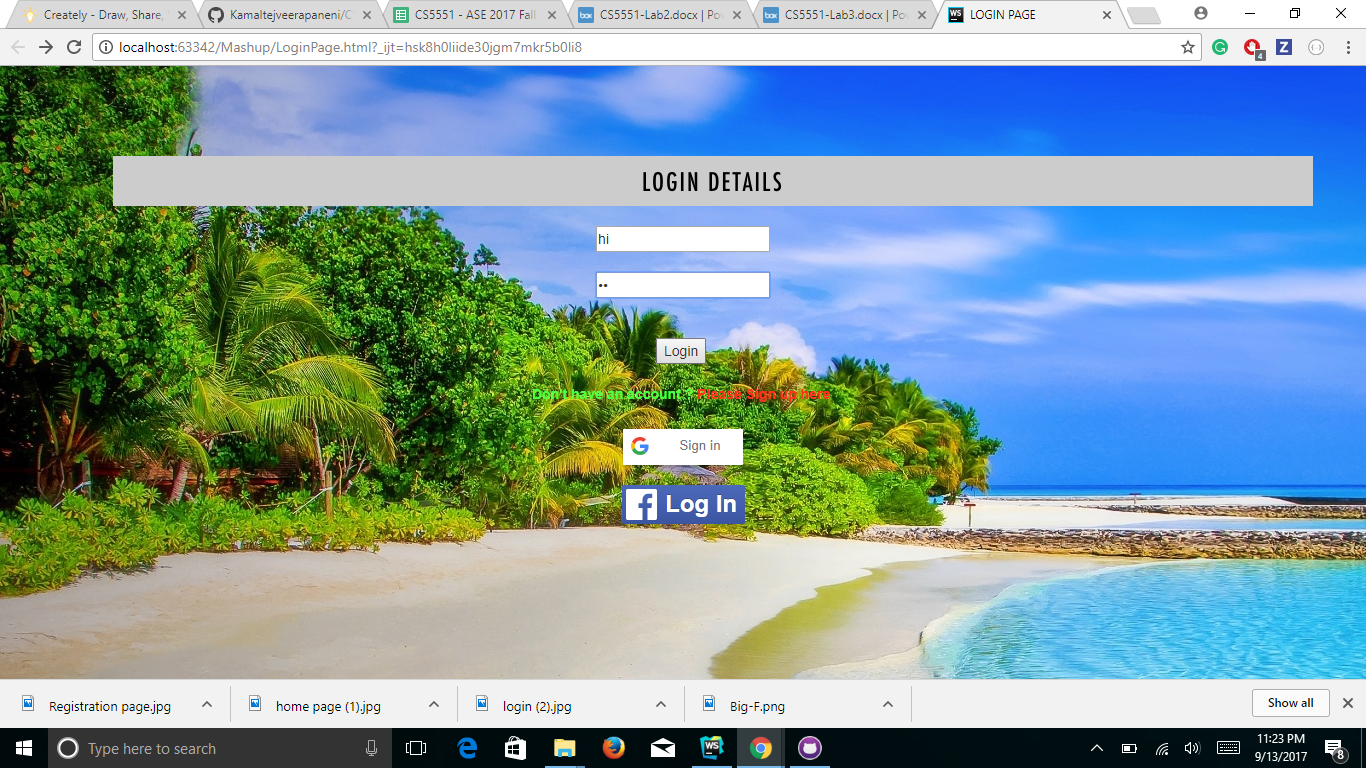 Creately - Draw, Share,
Kamaltejveerapaneni/C
CS5551 - ASE 2017 Fall
CS5551-Lab2.docx | Po
CS5551-Lab3.docx | Po
LOGIN PAGE
localhost:63342/Mashup/LoginPage.html?_ijt=hsk8h0liide30jgm7mkr5b0li8
4
LOGIN DETAILS
hi
••
Login
Don't have an account ? Please Sign up here
Sign in
Log In
Registration page.jpg
home page (1).jpg
login (2).jpg
Big-F.png
Show all
Type here to search
WS
11:23 PM
9/13/2017
8